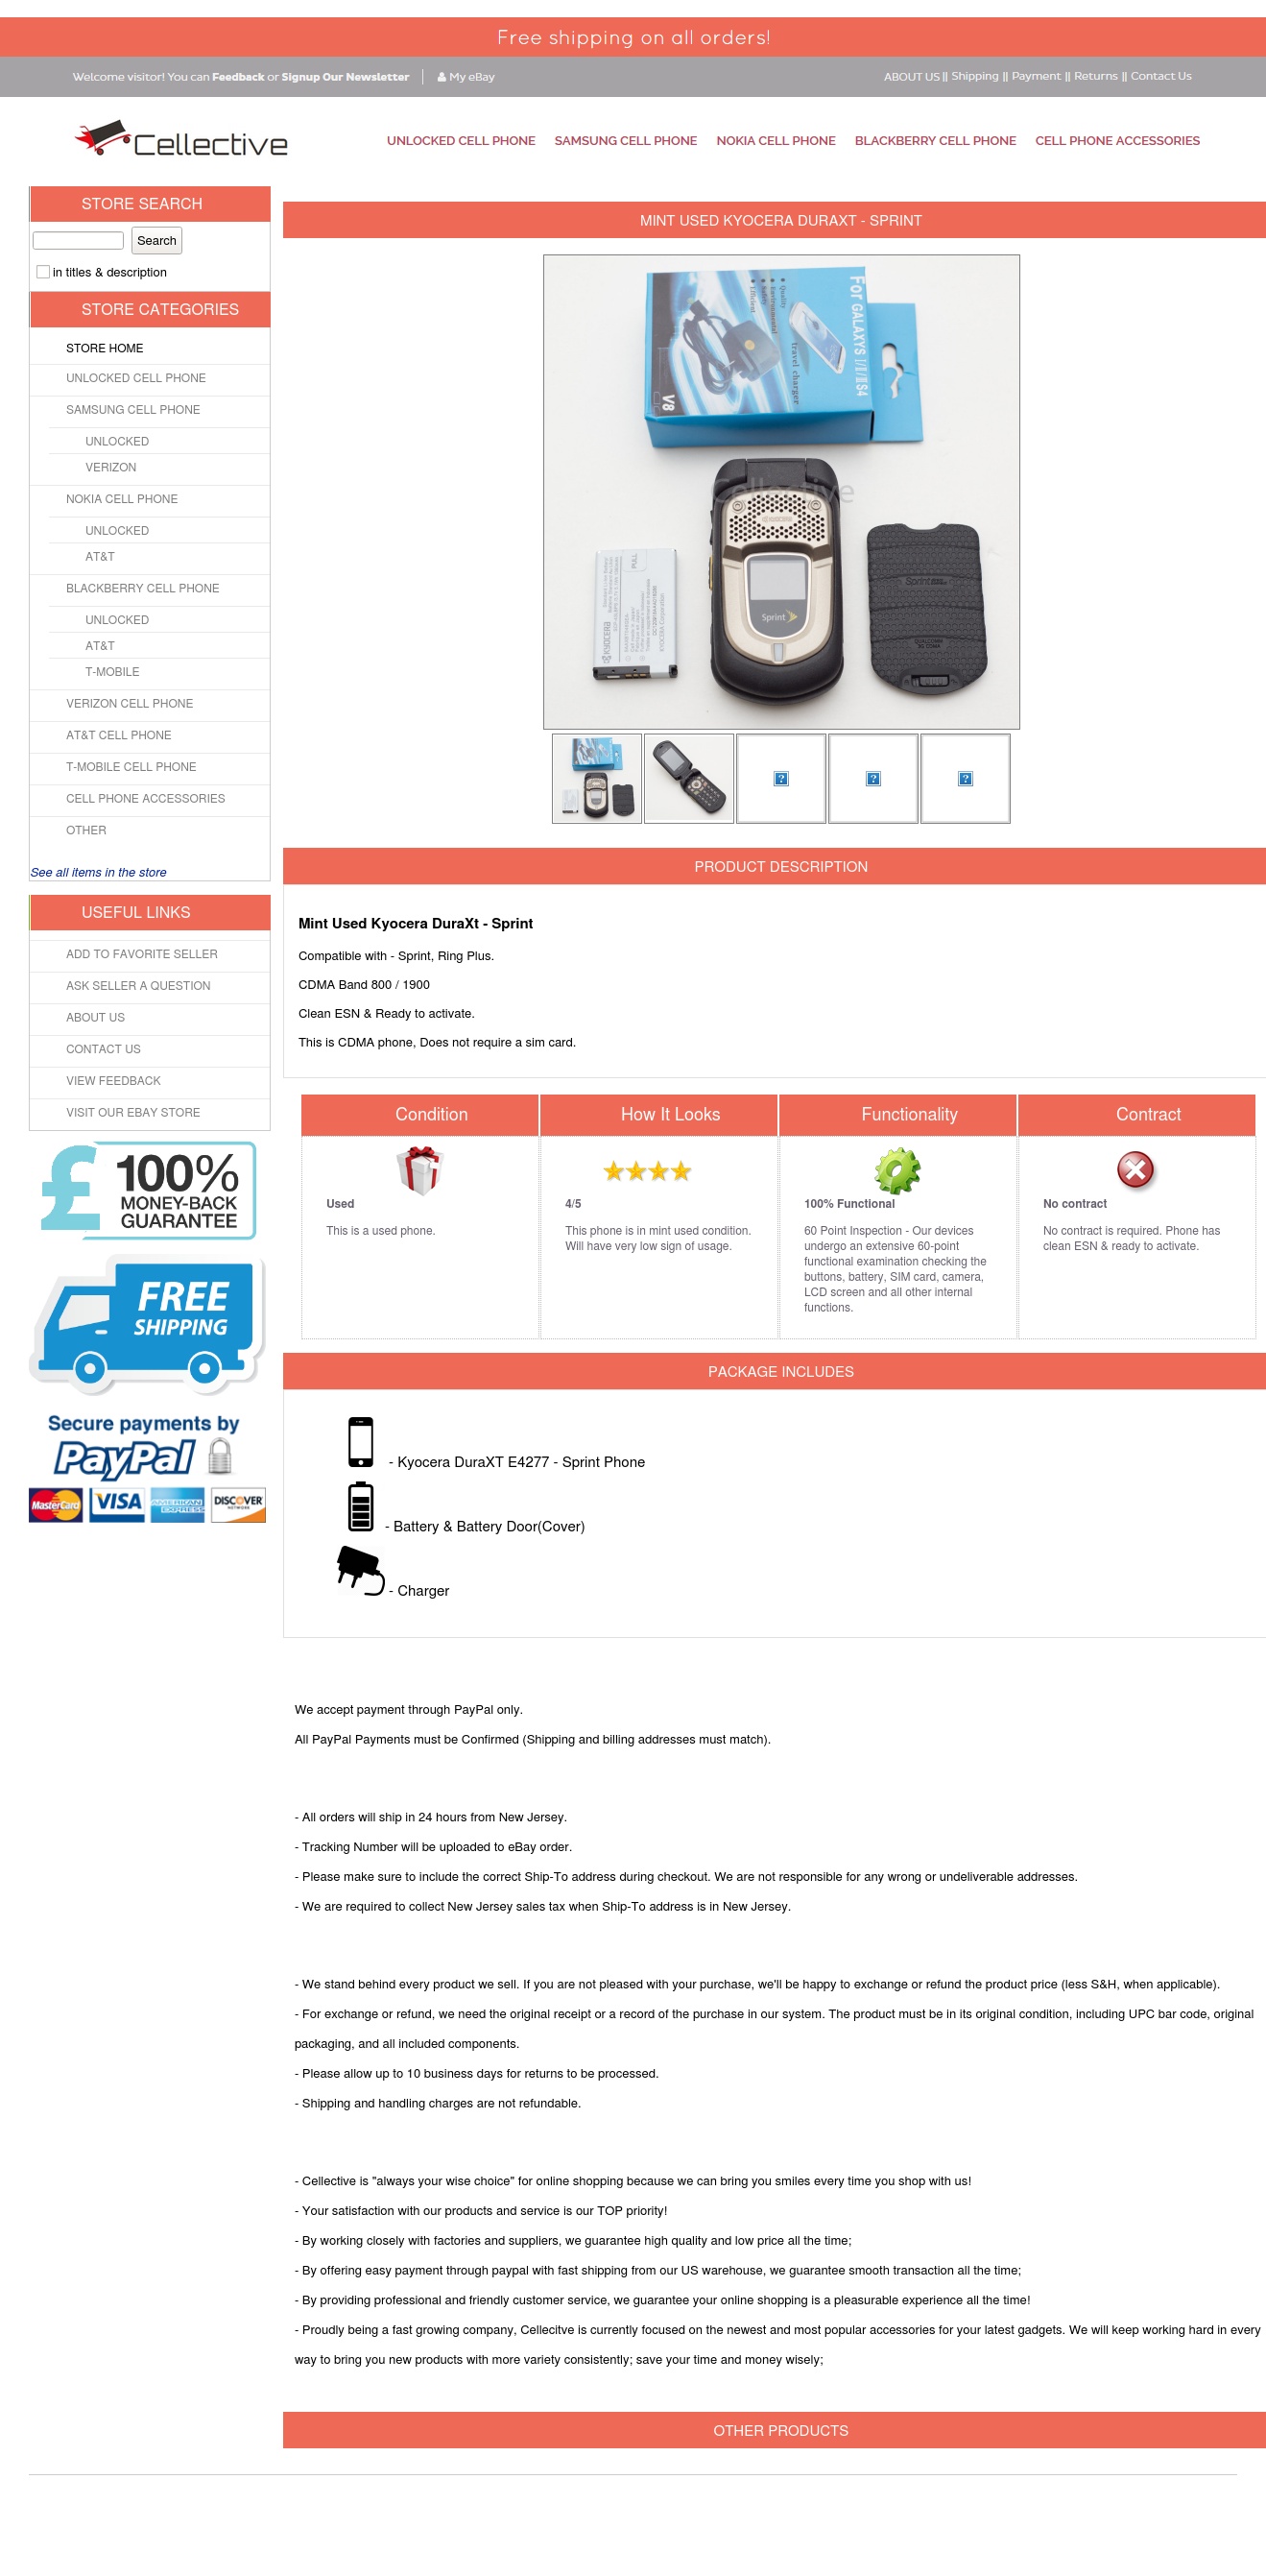 Free shipping on all orders!
Welcome visitor! You can Feedback or Signup Our Newsletter
My eBay
ABOUT US || Shipping || Payment || Returns || Contact Us
Cellective
UNLOCKED CELL PHONE
SAMSUNG CELL PHONE
NOKIA CELL PHONE
BLACKBERRY CELL PHONE
CELL PHONE ACCESSORIES
STORE SEARCH
Search
in titles & description
STORE CATEGORIES
STORE HOME
UNLOCKED CELL PHONE
SAMSUNG CELL PHONE
UNLOCKED
VERIZON
NOKIA CELL PHONE
UNLOCKED
AT&T
BLACKBERRY CELL PHONE
UNLOCKED
AT&T
T-MOBILE
VERIZON CELL PHONE
AT&T CELL PHONE
T-MOBILE CELL PHONE
CELL PHONE ACCESSORIES
OTHER
See all items in the store
USEFUL LINKS
ADD TO FAVORITE SELLER
ASK SELLER A QUESTION
ABOUT US
CONTACT US
VIEW FEEDBACK
VISIT OUR EBAY STORE
£ 100%
MONEY-BACK
GUARANTEE
FREE
SHIPPING
Secure payments by
PayPal
MasterCard
VISA
AMERICAN EXPRESS
DISCOVER
NETWORK
MINT USED KYOCERA DURAXT - SPRINT
For GALAXYS I/II/IIIS4
travel charger
Quality
Environmental
Safety
Efficient
V8
Cellective
KYOCERA
Sprint
PULL
KYOCERA
KYOCERA Corporation
Sprint
PRODUCT DESCRIPTION
Mint Used Kyocera DuraXt - Sprint
Compatible with - Sprint, Ring Plus.
CDMA Band 800 / 1900
Clean ESN & Ready to activate.
This is CDMA phone, Does not require a sim card.
Condition
Used
This is a used phone.
How It Looks
4/5
This phone is in mint used condition.
Will have very low sign of usage.
Functionality
100% Functional
60 Point Inspection - Our devices
undergo an extensive 60-point
functional examination checking the
buttons, battery, SIM card, camera,
LCD screen and all other internal
functions.
Contract
No contract
No contract is required. Phone has
clean ESN & ready to activate.
PACKAGE INCLUDES
- Kyocera DuraXT E4277 - Sprint Phone
- Battery & Battery Door(Cover)
- Charger
We accept payment through PayPal only.
All PayPal Payments must be Confirmed (Shipping and billing addresses must match).
- All orders will ship in 24 hours from New Jersey.
- Tracking Number will be uploaded to eBay order.
- Please make sure to include the correct Ship-To address during checkout. We are not responsible for any wrong or undeliverable addresses.
- We are required to collect New Jersey sales tax when Ship-To address is in New Jersey.
- We stand behind every product we sell. If you are not pleased with your purchase, we'll be happy to exchange or refund the product price (less S&H, when applicable).
- For exchange or refund, we need the original receipt or a record of the purchase in our system. The product must be in its original condition, including UPC bar code, original
packaging, and all included components.
- Please allow up to 10 business days for returns to be processed.
- Shipping and handling charges are not refundable.
- Cellective is "always your wise choice" for online shopping because we can bring you smiles every time you shop with us!
- Your satisfaction with our products and service is our TOP priority!
- By working closely with factories and suppliers, we guarantee high quality and low price all the time;
- By offering easy payment through paypal with fast shipping from our US warehouse, we guarantee smooth transaction all the time;
- By providing professional and friendly customer service, we guarantee your online shopping is a pleasurable experience all the time!
- Proudly being a fast growing company, Cellecitve is currently focused on the newest and most popular accessories for your latest gadgets. We will keep working hard in every
way to bring you new products with more variety consistently; save your time and money wisely;
OTHER PRODUCTS